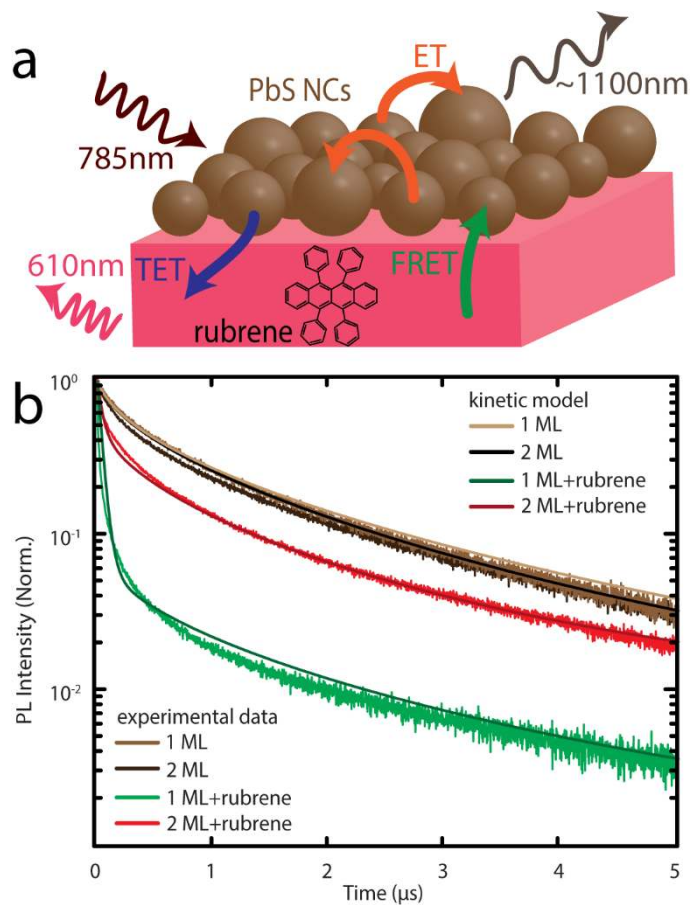 a
ET
PbS NCs
~1100nm
785nm
610nm
TET
FRET
rubrene
b
kinetic model
1 ML
2 ML
1 ML+rubrene
2 ML+rubrene
experimental data
1 ML
2 ML
1 ML+rubrene
2 ML+rubrene
PL Intensity (Norm.)
10⁰
10⁻¹
10⁻²
0 1 2 3 4 5
Time (μs)